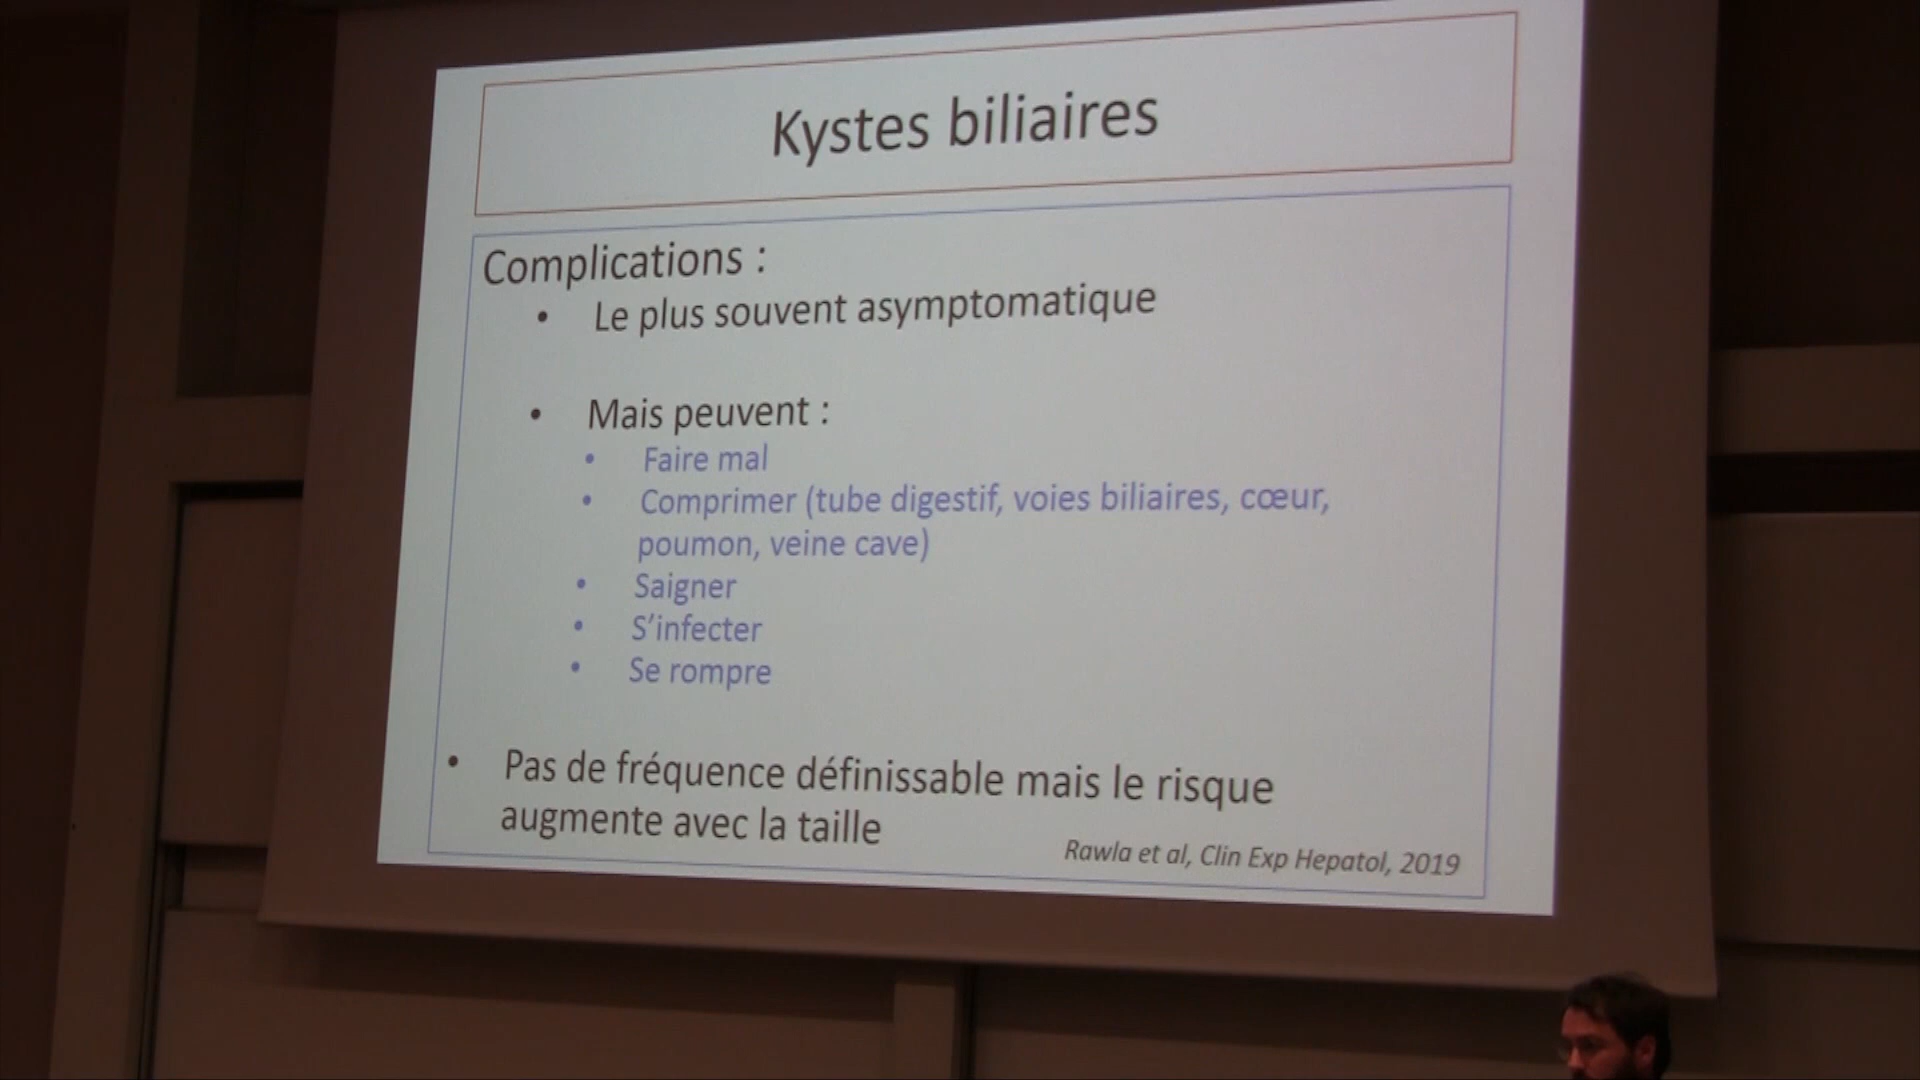 Kystes biliaires
Complications :
• Le plus souvent asymptomatique
• Mais peuvent :
• Faire mal
• Comprimer (tube digestif, voies biliaires, cœur,
poumon, veine cave)
• Saigner
• S’infecter
• Se rompre
• Pas de fréquence définissable mais le risque
augmente avec la taille
Rawla et al, Clin Exp Hepatol, 2019